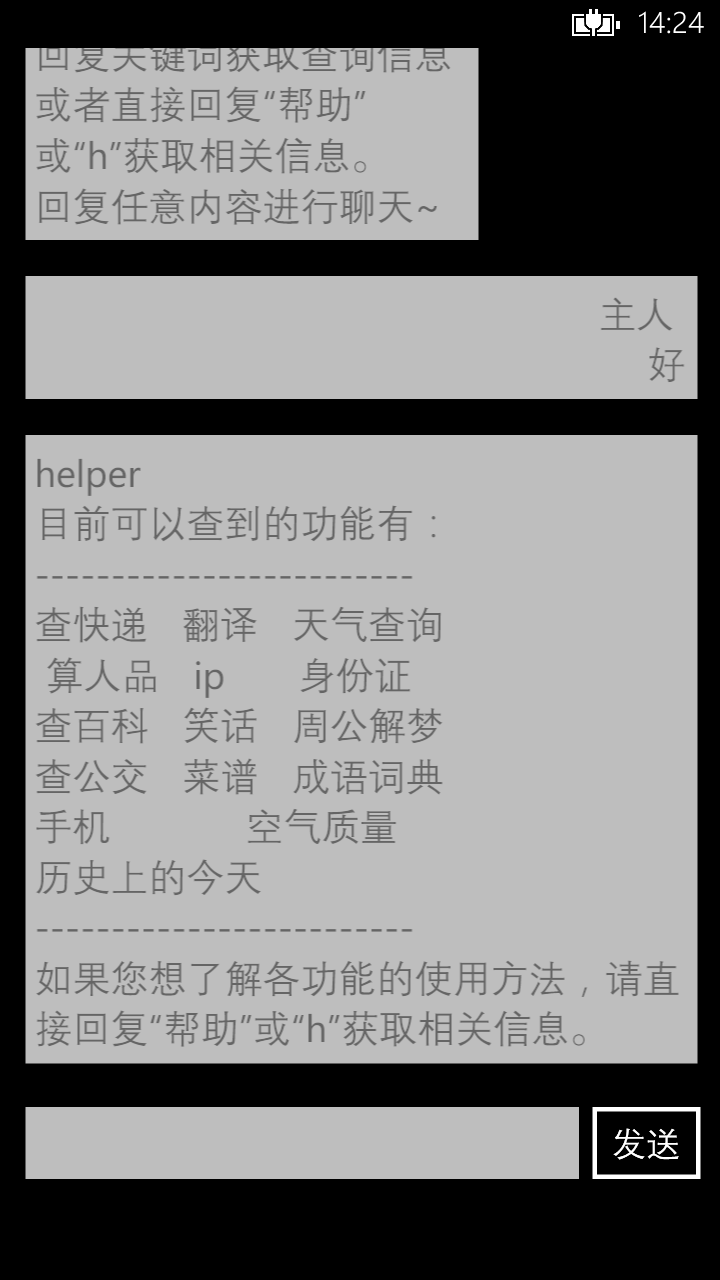 14:24
回复关键词获取查询信息
或者直接回复“帮助”
或“h”获取相关信息。
回复任意内容进行聊天~
主人
好
helper
目前可以查到的功能有：
-------------------------
查快递 翻译 天气查询
算人品 ip 身份证
查百科 笑话 周公解梦
查公交 菜谱 成语词典
手机 空气质量
历史上的今天
-------------------------
如果您想了解各功能的使用方法，请直
接回复“帮助”或“h”获取相关信息。
发送